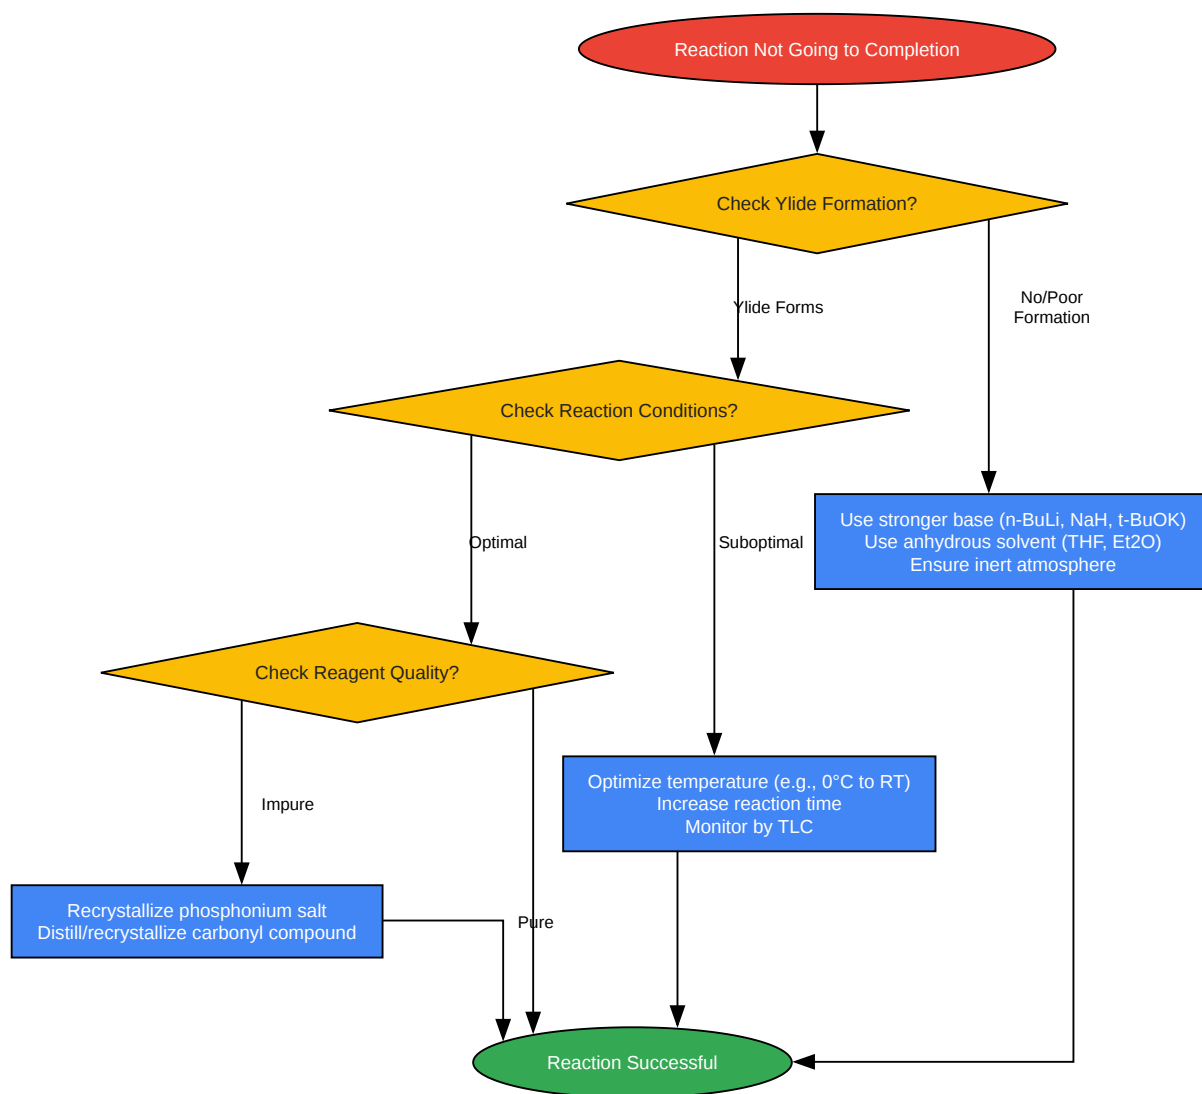 Reaction Not Going to Completion
Check Ylide Formation?
Ylide Forms
No/Poor
Formation
Check Reaction Conditions?
Optimal
Suboptimal
Use stronger base (n-BuLi, NaH, t-BuOK)
Use anhydrous solvent (THF, Et2O)
Ensure inert atmosphere
Check Reagent Quality?
Impure
Optimize temperature (e.g., 0°C to RT)
Increase reaction time
Monitor by TLC
Recrystallize phosphonium salt
Distill/recrystallize carbonyl compound
Pure
Reaction Successful